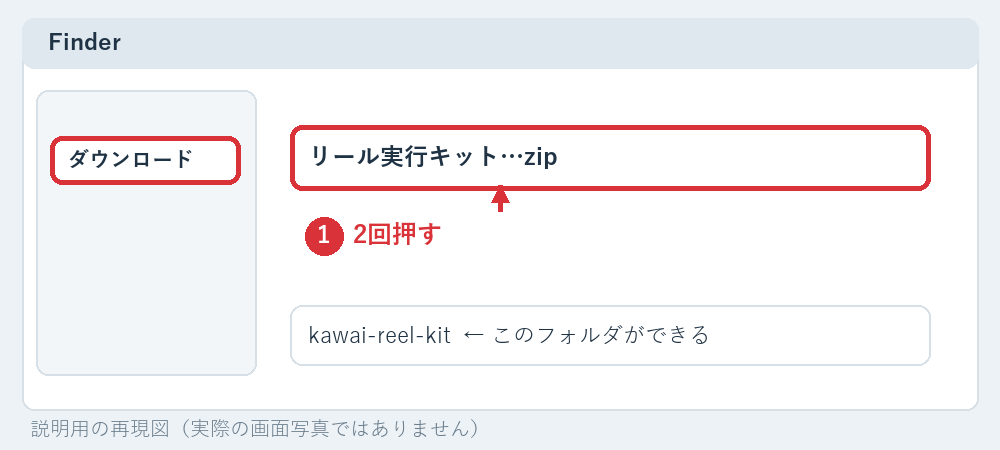 Finder
ダウンロード
リール実行キット…zip
1 2回押す
kawai-reel-kit ← このフォルダができる
説明用の再現図（実際の画面写真ではありません）